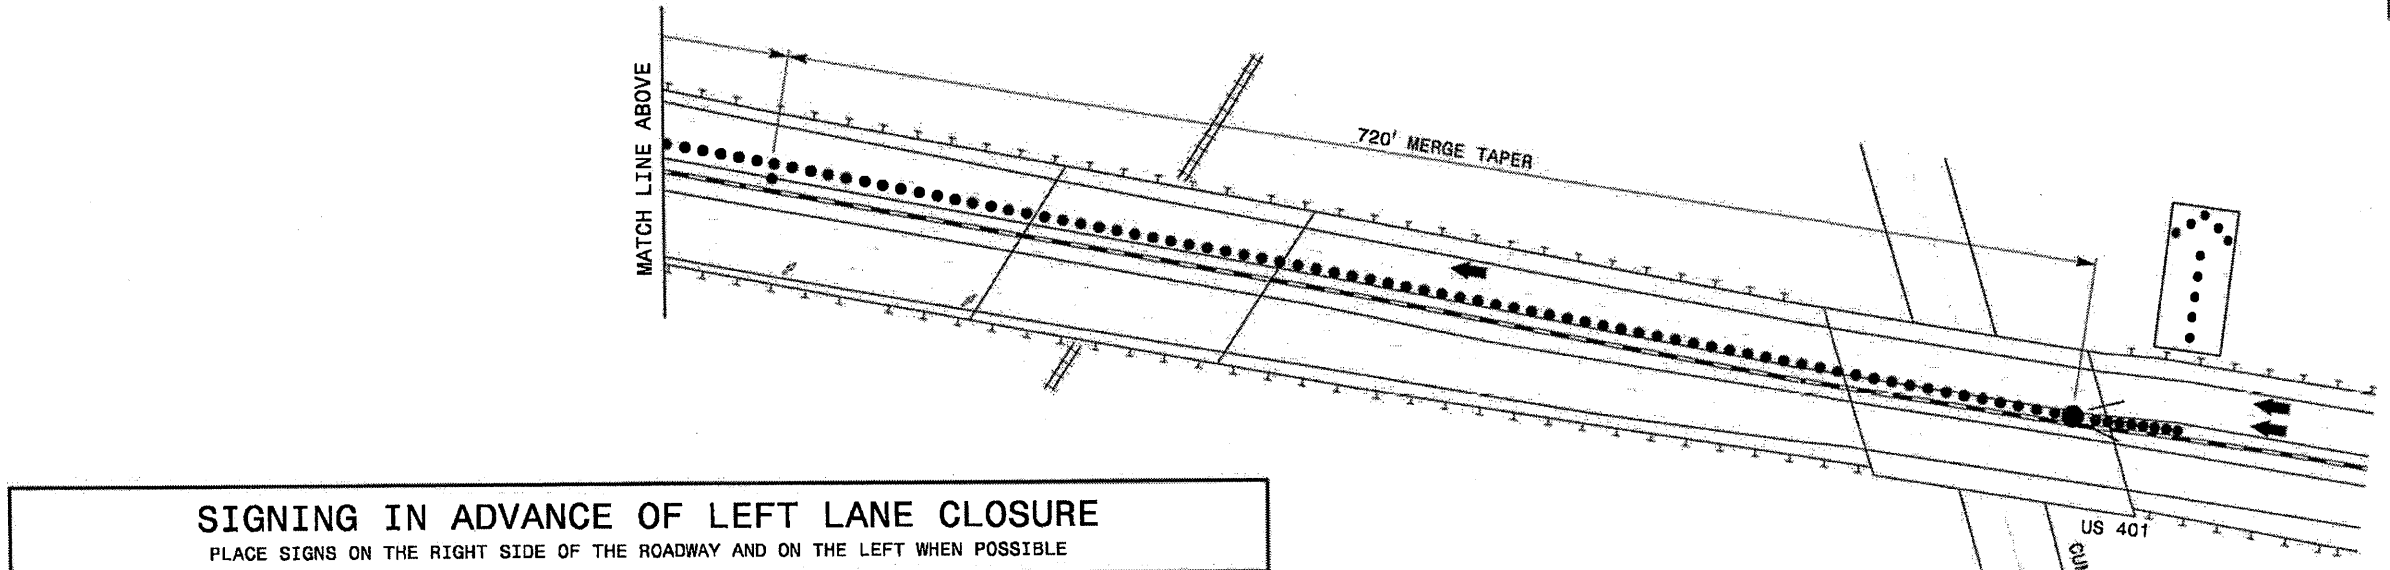 MATCH LINE ABOVE
720' MERGE TAPER
SIGNING IN ADVANCE OF LEFT LANE CLOSURE
PLACE SIGNS ON THE RIGHT SIDE OF THE ROADWAY AND ON THE LEFT WHEN POSSIBLE
US 401